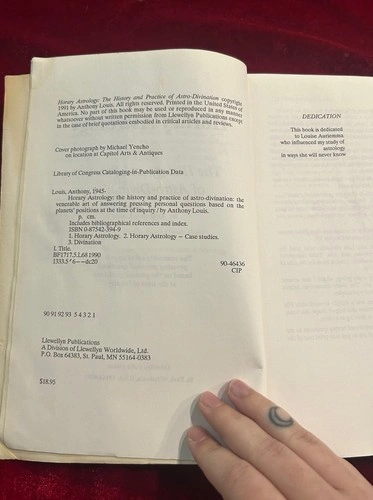 Horary Astrology: The History and Practice of Astro-Divination copyright
1991 by Anthony Louis. All rights reserved. Printed in the United States of
America. No part of this book may be used or reproduced in any manner
whatsoever without written permission from Llewellyn Publications except
in the case of brief quotations embodied in critical articles and reviews.
Cover photograph by Michael Yencho
on location at Capitol Arts & Antiques
Library of Congress Cataloging-in-Publication Data
Louis, Anthony, 1945-
Horary Astrology: the history and practice of astro-divination: the
venerable art of answering pressing personal questions based on the
planets' positions at the time of inquiry / by Anthony Louis.
p. cm.
Includes bibliographical references and index.
ISBN 0-87542-394-9
1. Horary Astrology. 2. Horary Astrology — Case studies.
3. Divination
I. Title.
BF1717.5.L68 1990
1333.5'6--dc20 90-46436
CIP
90 91 92 93 5 4 3 2 1
Llewellyn Publications
A Division of Llewellyn Worldwide, Ltd.
P.O. Box 64383, St. Paul, MN 55164-0383
$18.95
DEDICATION
This book is dedicated
to Louise
who influenced my study of
astrology
in ways she will never know